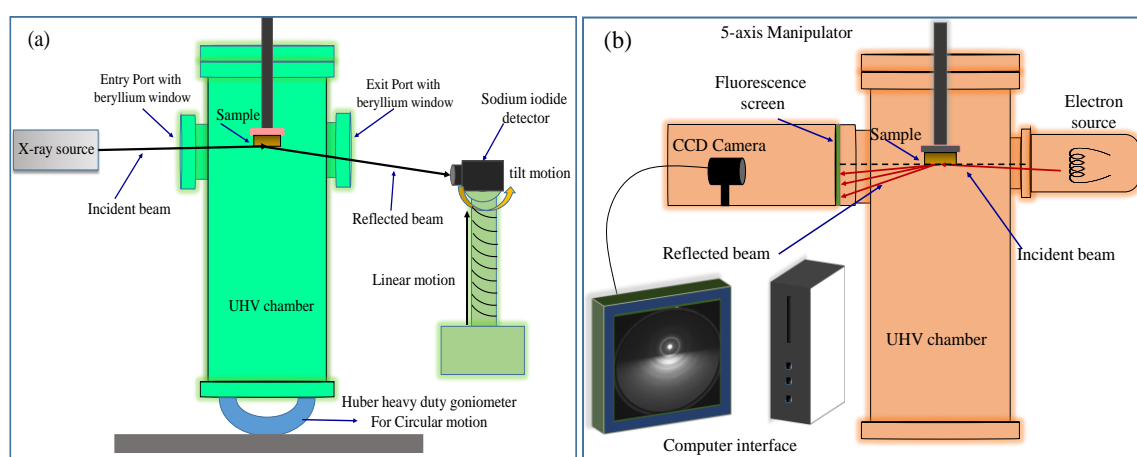 (a)
Entry Port with
beryllium window
Exit Port with
beryllium window
Sample
Sodium iodide
detector
X-ray source
tilt motion
Incident beam
Reflected beam
Linear motion
UHV chamber
Huber heavy duty goniometer
For Circular motion
(b)
5-axis Manipulator
Fluorescence
screen
Electron
source
Sample
CCD Camera
Reflected beam
Incident beam
UHV chamber
Computer interface